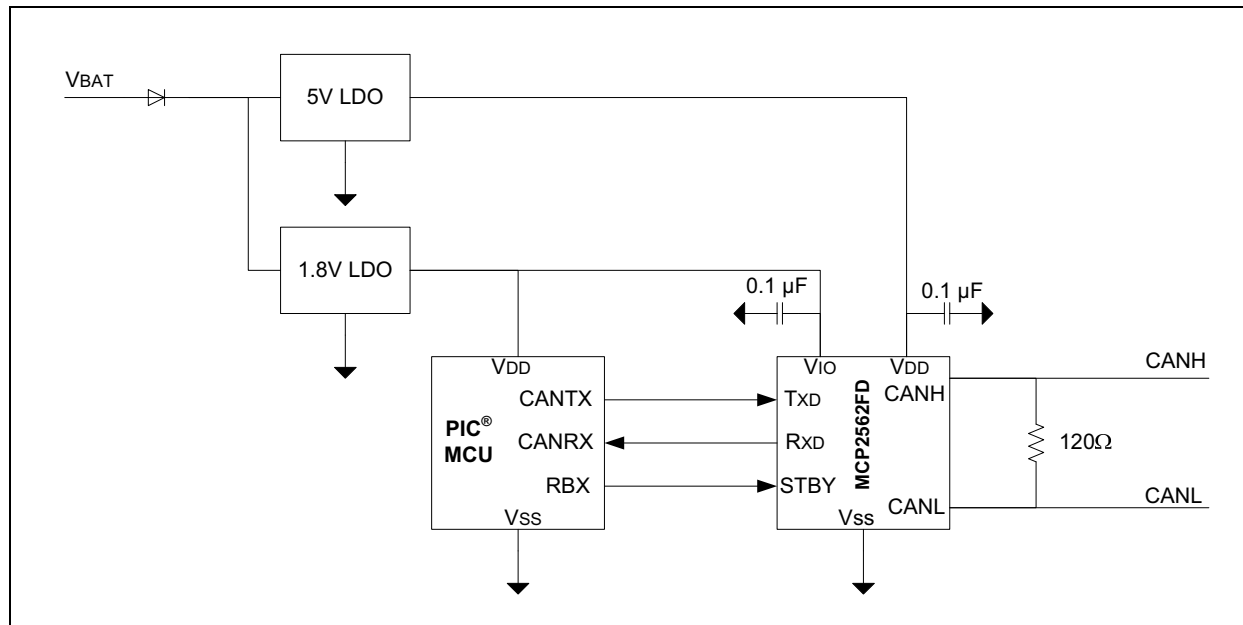 VBAT
5V LDO
1.8V LDO
0.1 µF
0.1 µF
VDD
CANTX
CANRX
RBX
PIC®
MCU
VSS
VIO
VDD
TXD
RXD
STBY
MCP2562FD
CANH
CANL
Vss
CANH
120Ω
CANL